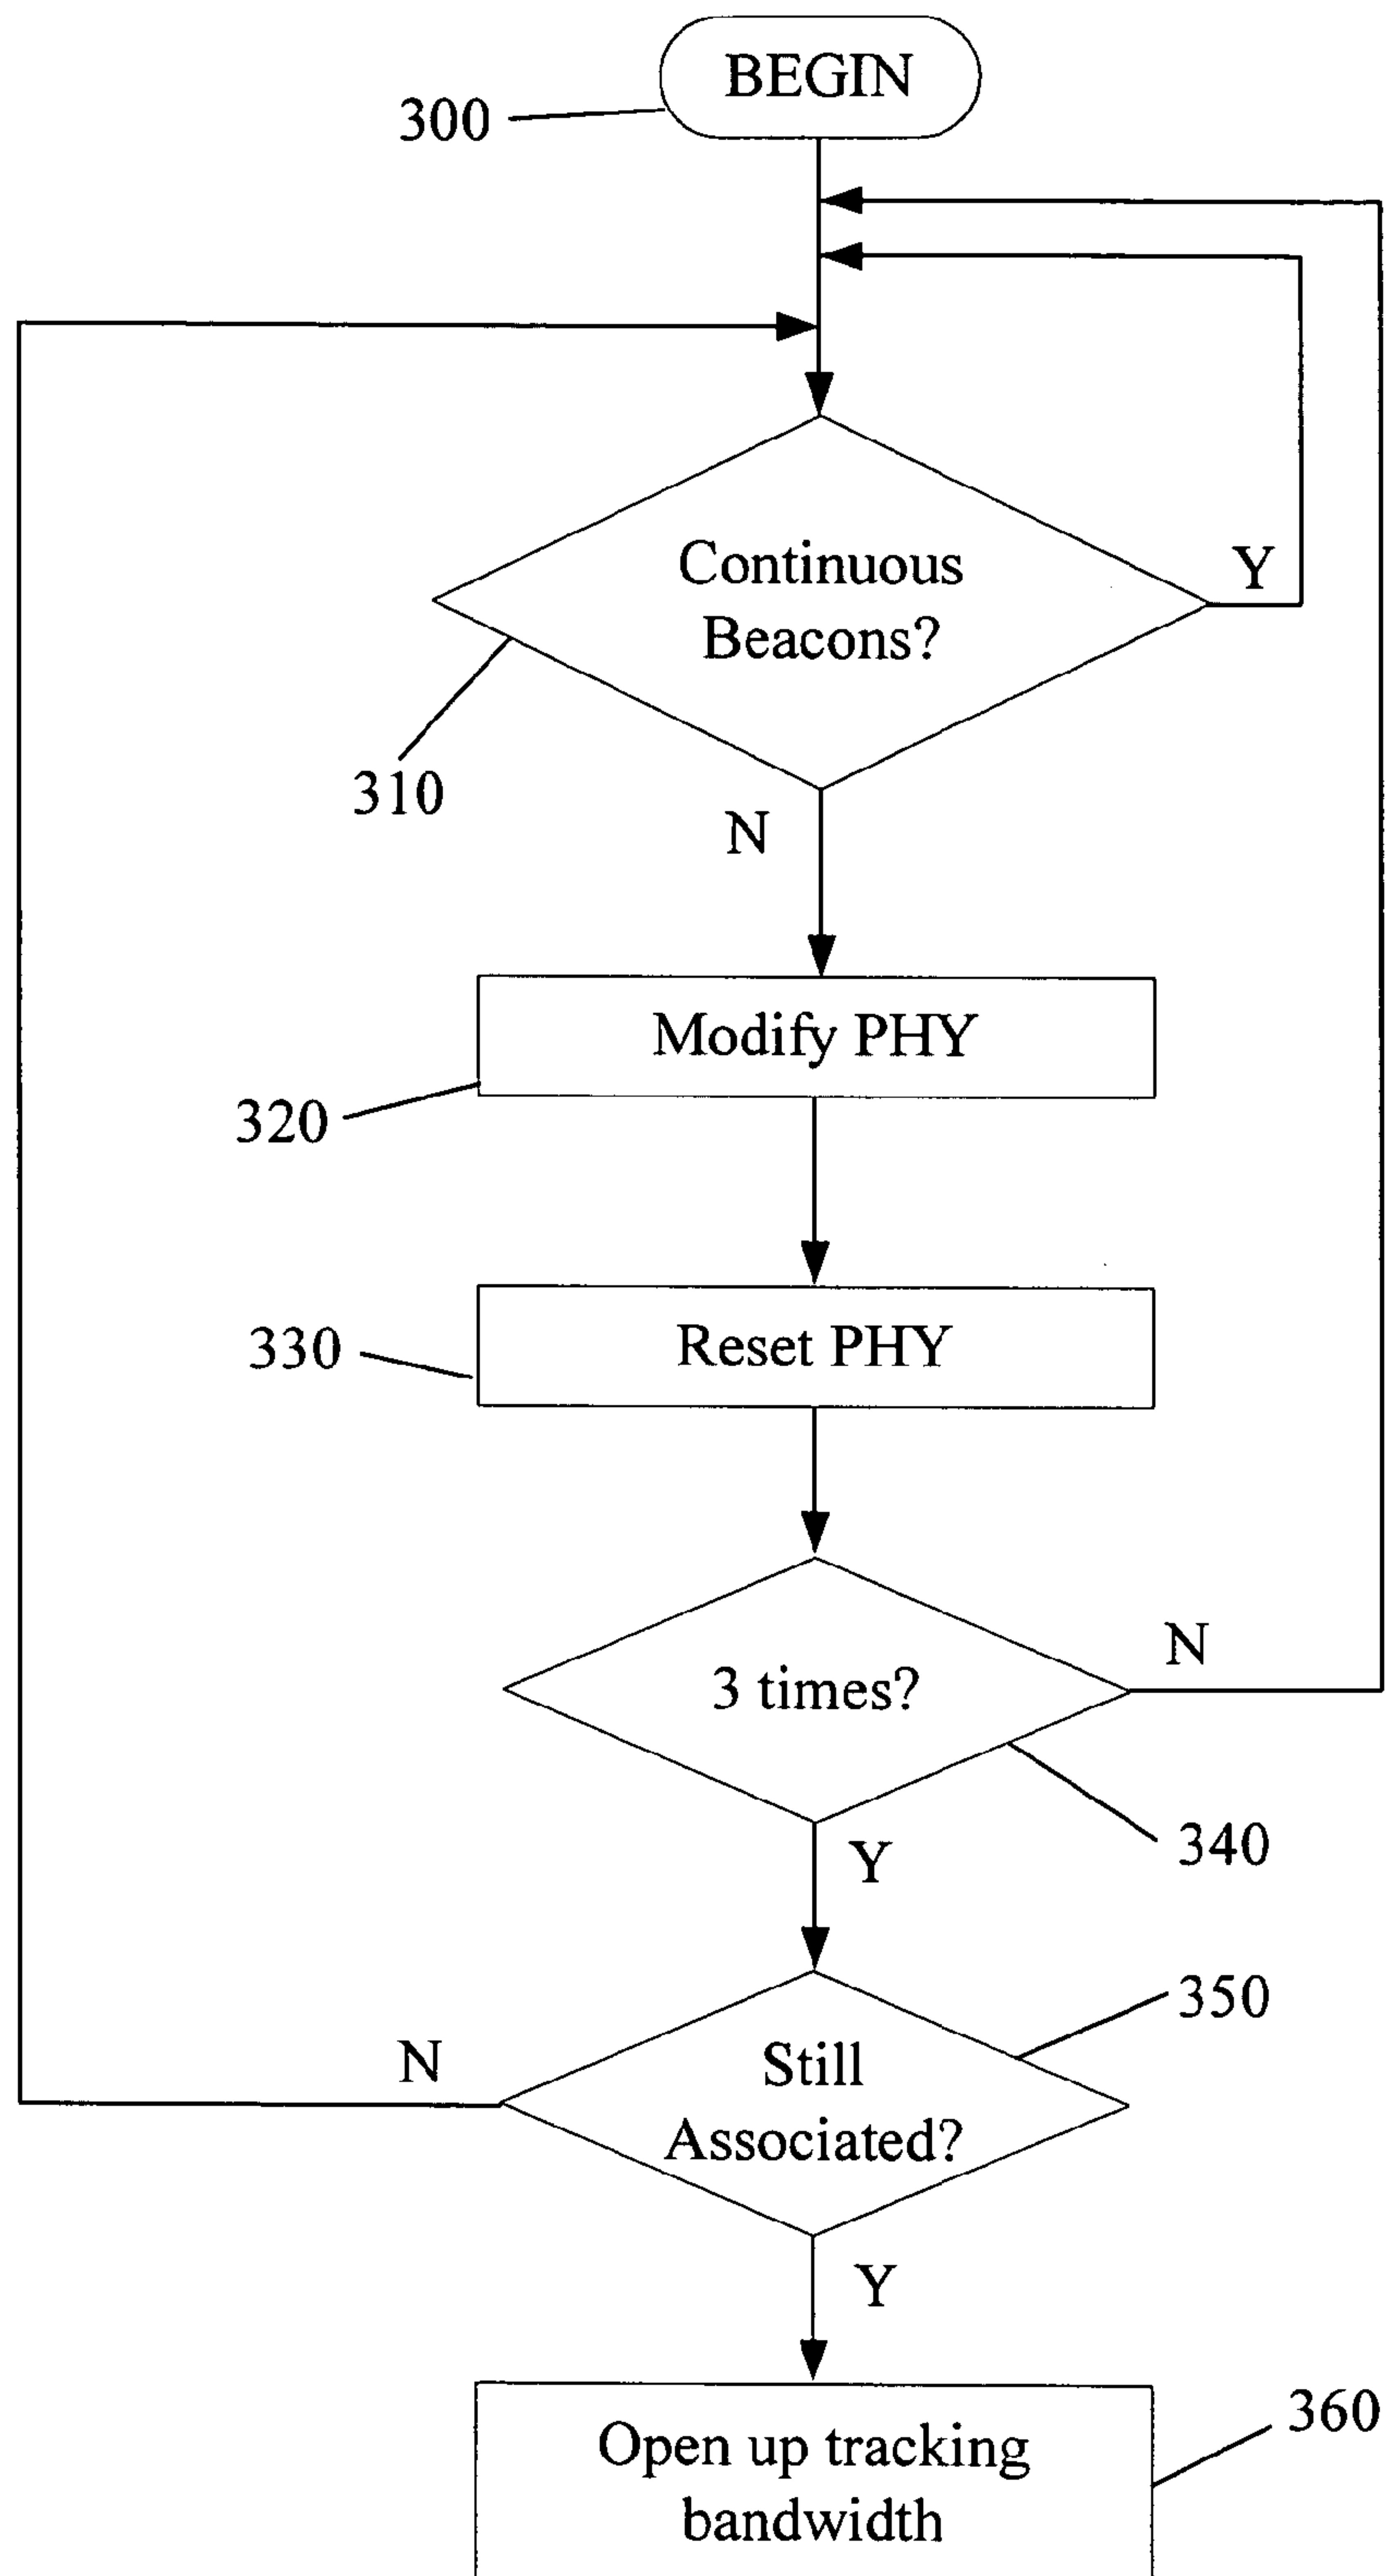 BEGIN
300
Continuous
Beacons?
Y
310
N
Modify PHY
320
Reset PHY
330
3 times?
N
340
Y
350
Still
Associated?
N
Y
360
Open up tracking
bandwidth